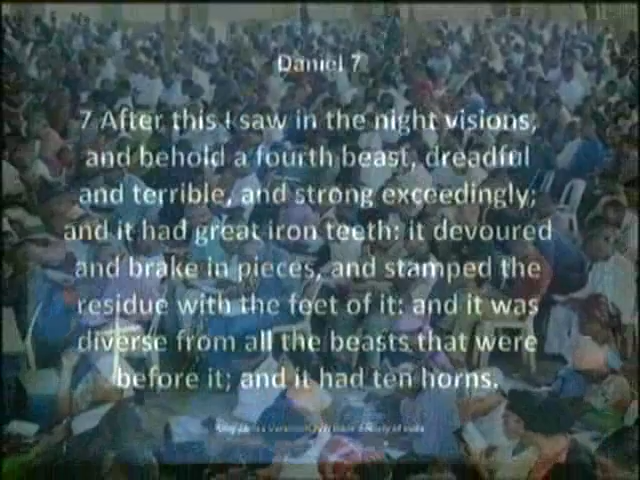 Daniel 7
7 After this I saw in the night visions,
and behold a fourth beast, dreadful
and terrible, and strong exceedingly;
and it had great iron teeth: it devoured
and brake in pieces, and stamped the
residue with the feet of it: and it was
diverse from all the beasts that were
before it; and it had ten horns.
King James Version